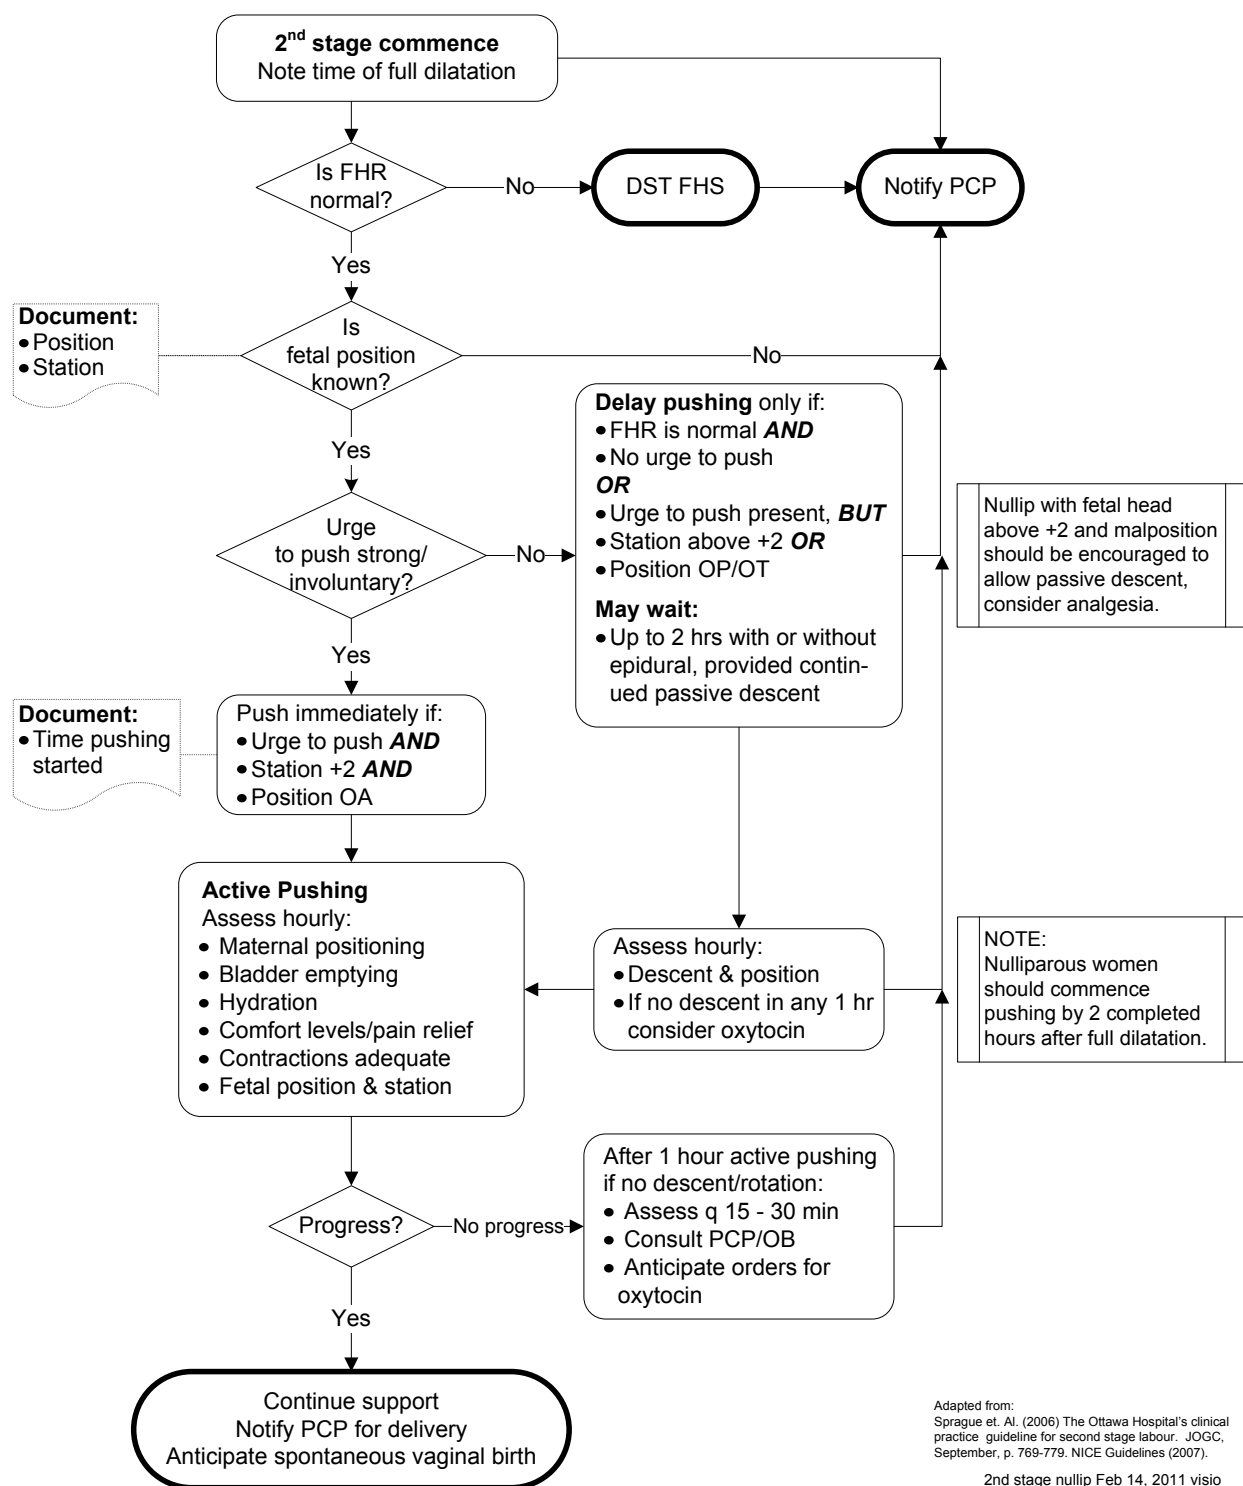 2nd stage commence
Note time of full dilatation
Is FHR
normal?
No
DST FHS
Notify PCP
Yes
Document:
• Position
• Station
Is
fetal position
known?
No
Yes
Delay pushing only if:
• FHR is normal AND
• No urge to push
OR
• Urge to push present, BUT
• Station above +2 OR
• Position OP/OT
May wait:
• Up to 2 hrs with or without
epidural, provided contin-
ued passive descent
Nullip with fetal head
above +2 and malposition
should be encouraged to
allow passive descent,
consider analgesia.
Urge
to push strong/
involuntary?
No
Yes
Document:
• Time pushing
started
Push immediately if:
• Urge to push AND
• Station +2 AND
• Position OA
Active Pushing
Assess hourly:
• Maternal positioning
• Bladder emptying
• Hydration
• Comfort levels/pain relief
• Contractions adequate
• Fetal position & station
Assess hourly:
• Descent & position
• If no descent in any 1 hr
consider oxytocin
NOTE:
Nulliparous women
should commence
pushing by 2 completed
hours after full dilatation.
Progress?
No progress
After 1 hour active pushing
if no descent/rotation:
• Assess q 15 - 30 min
• Consult PCP/OB
• Anticipate orders for
oxytocin
Yes
Continue support
Notify PCP for delivery
Anticipate spontaneous vaginal birth
Adapted from:
Sprague et. Al. (2006) The Ottawa Hospital's clinical
practice guideline for second stage labour. JOGC,
September, p. 769-779. NICE Guidelines (2007).
2nd stage nullip Feb 14, 2011 visio